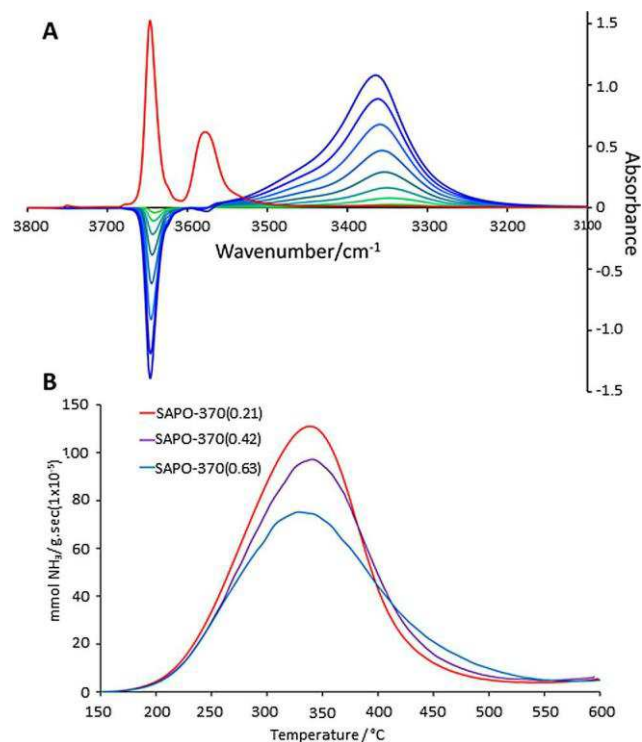 A
1.5
1.0
0.5
0
-0.5
-1.0
-1.5
Absorbance
3800 3700 3600 3500 3400 3300 3200 3100
Wavenumber/cm⁻¹
B
150
100
80
60
40
20
0
mmol NH₃/g.sec(1x10⁻⁵)
SAPO-370(0.21)
SAPO-370(0.42)
SAPO-370(0.63)
150 200 250 300 350 400 450 500 550 600
Temperature/°C